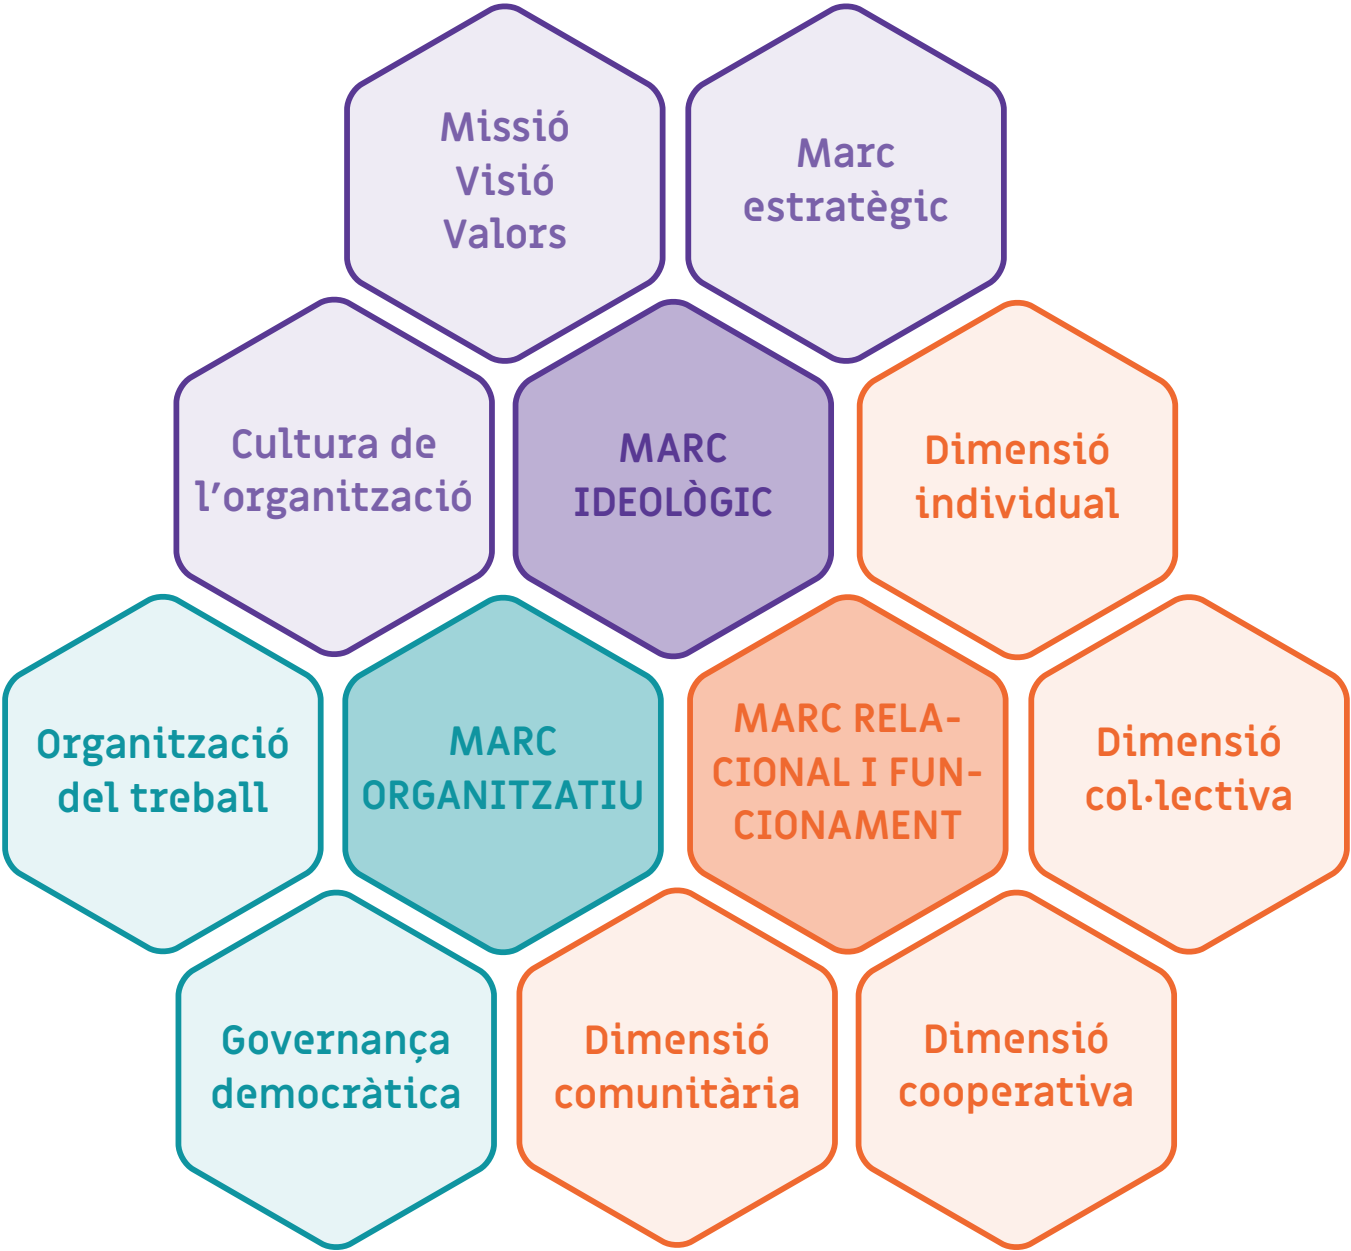 Missió
Visió
Valors
Marc
estratègic
Cultura de
l'organització
MARC
IDEOLÒGIC
Dimensió
individual
Organització
del treball
MARC
ORGANITZATIU
MARC RELA-
CIONAL I FUN-
CIONAMENT
Dimensió
col·lectiva
Governança
democràtica
Dimensió
comunitària
Dimensió
cooperativa